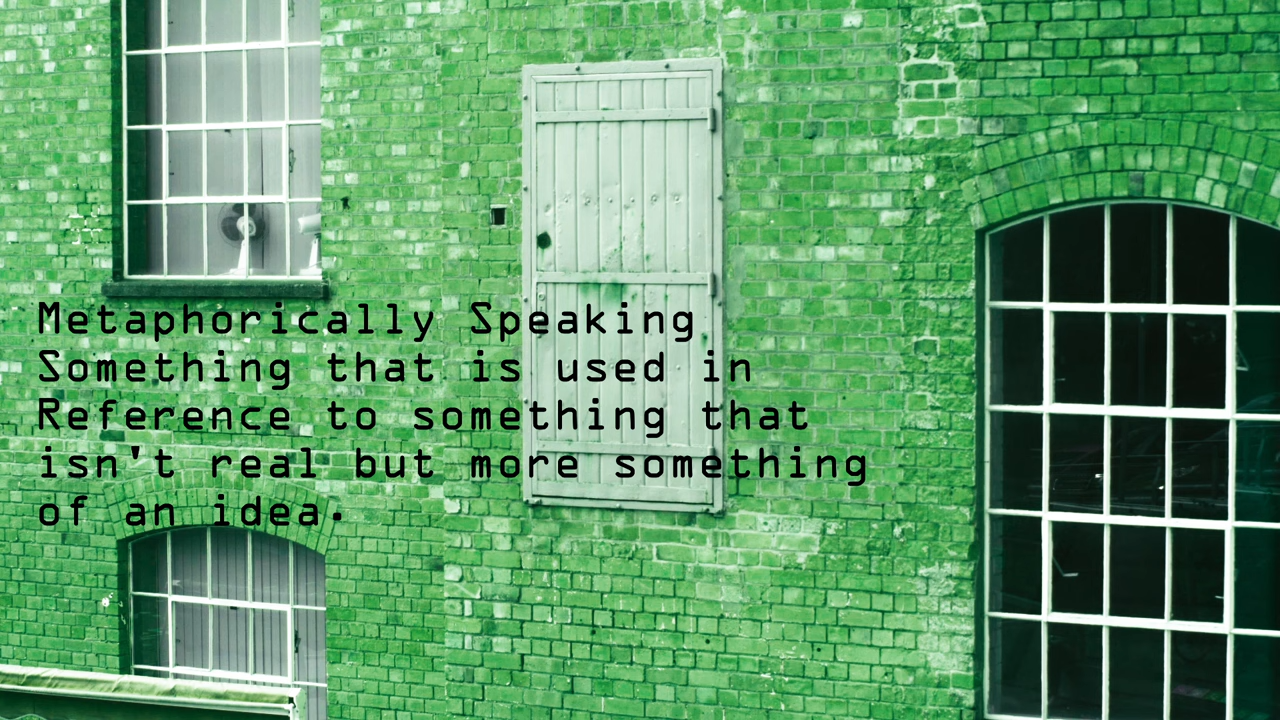 Metaphorically Speaking
Something that is used in
Reference to something that
isn't real but more something
of an idea.